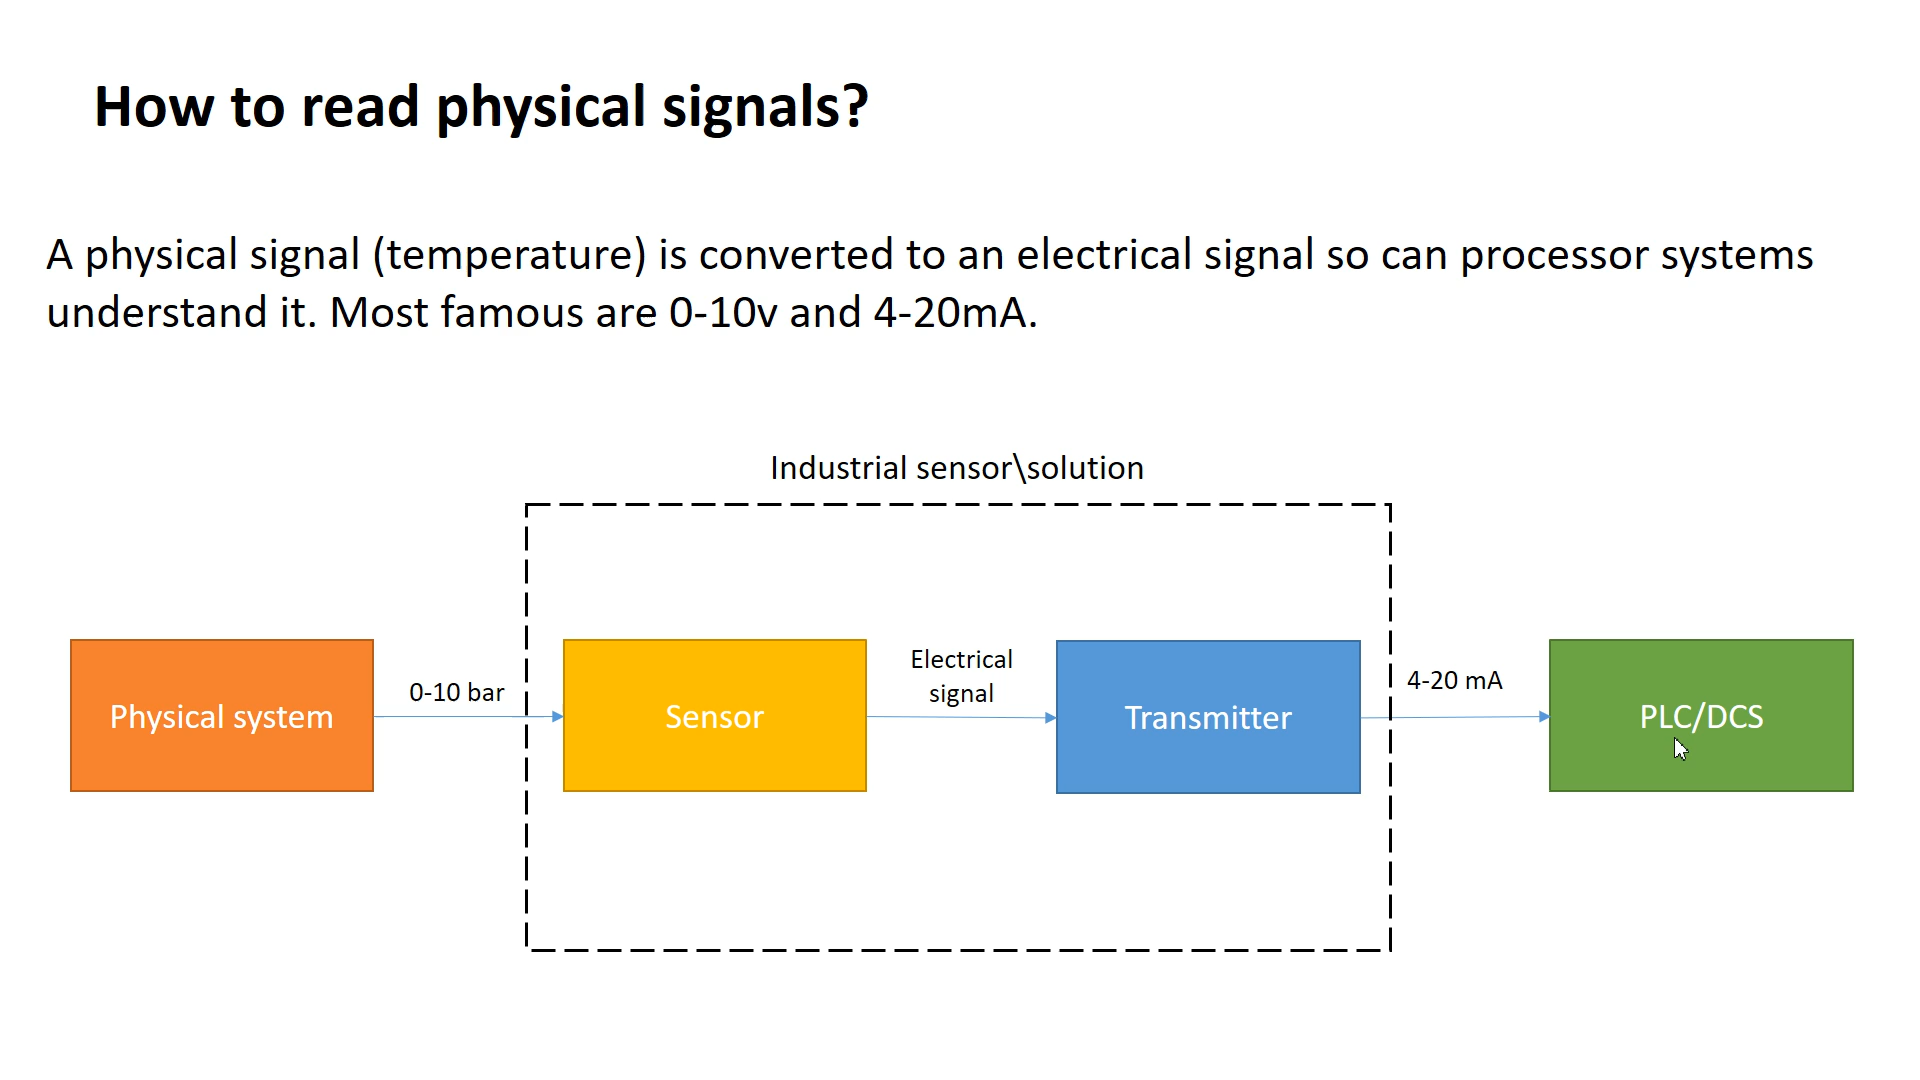 How to read physical signals?
A physical signal (temperature) is converted to an electrical signal so can processor systems
understand it. Most famous are 0-10v and 4-20mA.
Industrial sensor\solution
Physical system
0-10 bar
Sensor
Electrical
signal
Transmitter
4-20 mA
PLC/DCS